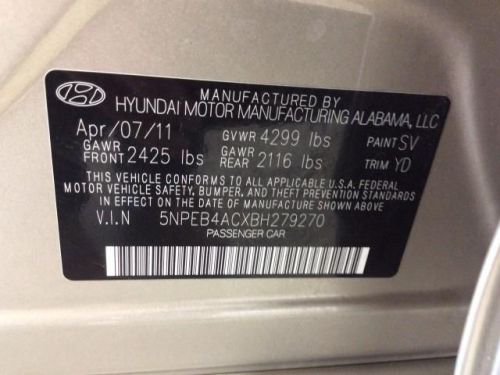 MANUFACTURED BY
HYUNDAI MOTOR MANUFACTURING ALABAMA, LLC
Apr/07/11 GVWR 4299 lbs PAINT SV
GAWR FRONT 2425 lbs GAWR REAR 2116 lbs TRIM YD
THIS VEHICLE CONFORMS TO ALL APPLICABLE U.S.A. FEDERAL
MOTOR VEHICLE SAFETY, BUMPER, AND THEFT PREVENTION
STANDARDS IN EFFECT ON THE
DATE OF MANUFACTURE SHOWN ABOVE
V.I.N 5NPEB4ACXBH279270
PASSENGER CAR